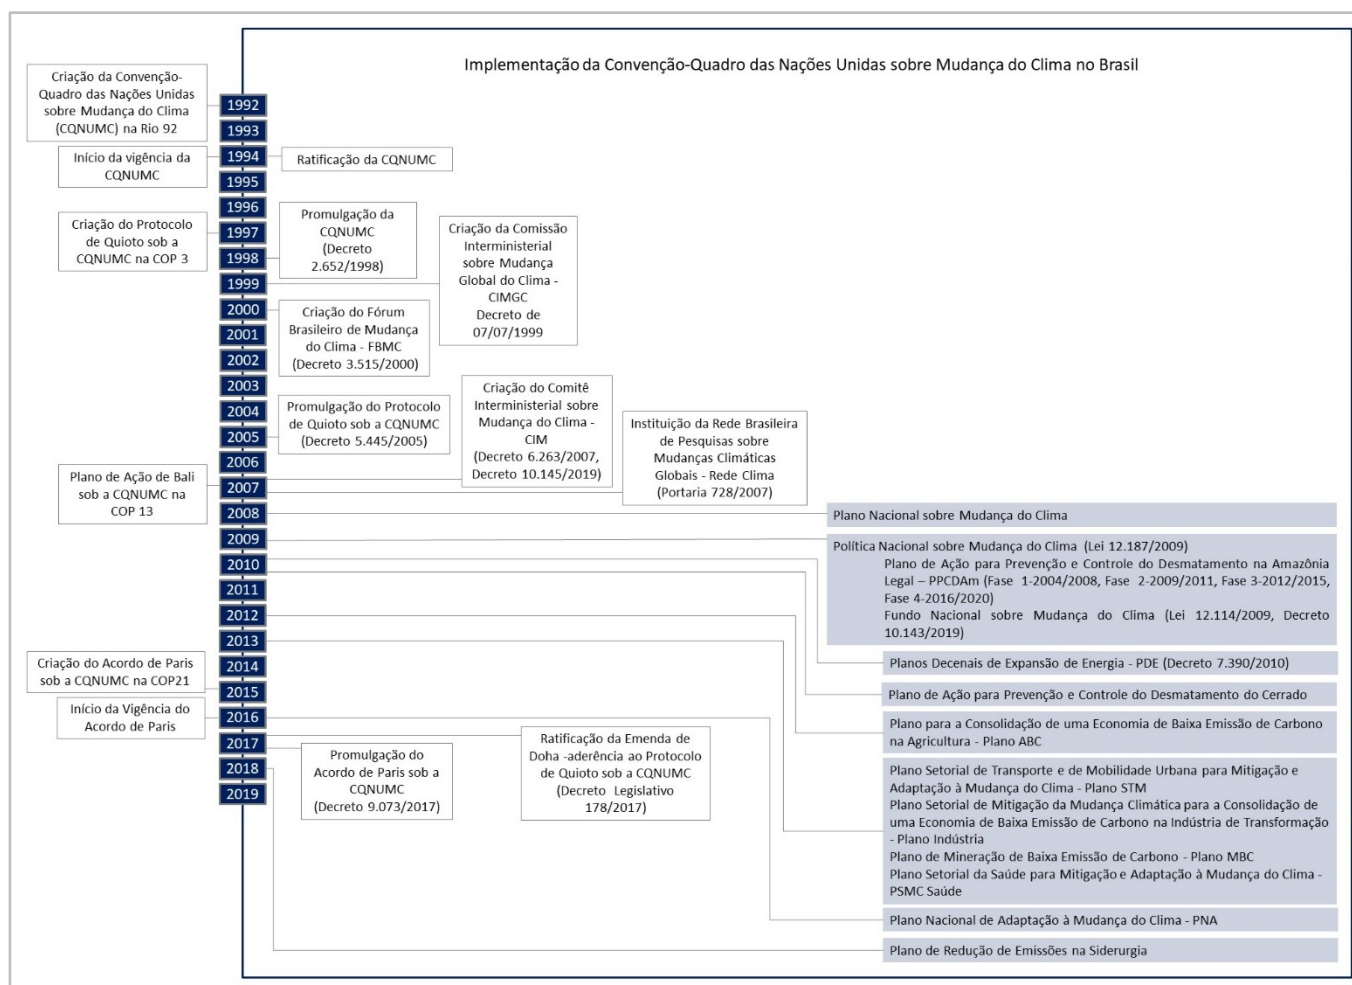 Implementação da Convenção-Quadro das Nações Unidas sobre Mudança do Clima no Brasil
Criação da Convenção-
Quadro das Nações Unidas
sobre Mudança do Clima
(CQNUMC) na Rio 92
Início da vigência da
CQNUMC
Criação do Protocolo
de Quioto sob a
CQNUMC na COP 3
Plano de Ação de Bali
sob a CQNUMC na
COP 13
Criação do Acordo de Paris
sob a CQNUMC na COP21
Início da Vigência do
Acordo de Paris
1992
1993
1994
1995
1996
1997
1998
1999
2000
2001
2002
2003
2004
2005
2006
2007
2008
2009
2010
2011
2012
2013
2014
2015
2016
2017
2018
2019
Ratificação da CQNUMC
Promulgação da
CQNUMC
(Decreto
2.652/1998)
Criação da Comissão
Interministerial
sobre Mudança
Global do Clima -
CIMGC
Decreto de
07/07/1999
Criação do Fórum
Brasileiro de Mudança
do Clima - FBMC
(Decreto 3.515/2000)
Promulgação do Protocolo
de Quioto sob a CQNUMC
(Decreto 5.445/2005)
Criação do Comitê
Interministerial sobre
Mudança do Clima -
CIM
(Decreto 6.263/2007,
Decreto 10.145/2019)
Instituição da Rede Brasileira
de Pesquisas sobre
Mudanças Climáticas
Globais - Rede Clima
(Portaria 728/2007)
Promulgação do
Acordo de Paris sob a
CQNUMC
(Decreto 9.073/2017)
Ratificação da Emenda de
Doha -aderência ao Protocolo
de Quioto sob a CQNUMC
(Decreto Legislativo
178/2017)
Plano Nacional sobre Mudança do Clima
Política Nacional sobre Mudança do Clima (Lei 12.187/2009)
Plano de Ação para Prevenção e Controle do Desmatamento na Amazônia
Legal – PPCDAm (Fase 1-2004/2008, Fase 2-2009/2011, Fase 3-2012/2015,
Fase 4-2016/2020)
Fundo Nacional sobre Mudança do Clima (Lei 12.114/2009, Decreto
10.143/2019)
Planos Decenais de Expansão de Energia - PDE (Decreto 7.390/2010)
Plano de Ação para Prevenção e Controle do Desmatamento do Cerrado
Plano para a Consolidação de uma Economia de Baixa Emissão de Carbono
na Agricultura - Plano ABC
Plano Setorial de Transporte e de Mobilidade Urbana para Mitigação e
Adaptação à Mudança do Clima - Plano STM
Plano Setorial de Mitigação da Mudança Climática para a Consolidação de
uma Economia de Baixa Emissão de Carbono na Indústria de Transformação
- Plano Indústria
Plano de Mineração de Baixa Emissão de Carbono - Plano MBC
Plano Setorial da Saúde para Mitigação e Adaptação à Mudança do Clima -
PSMC Saúde
Plano Nacional de Adaptação à Mudança do Clima - PNA
Plano de Redução de Emissões na Siderurgia